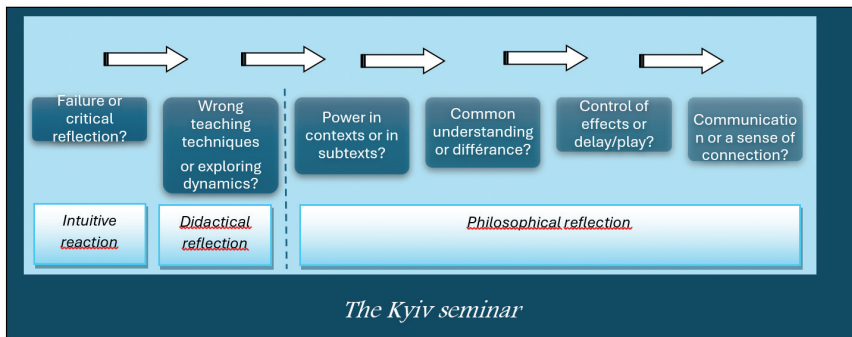 Failure or
critical
reflection?
Wrong
teaching
techniques
or exploring
dynamics?
Power in
contexts or in
subtexts?
Common
understanding
or différance?
Control of
effects or
delay/play?
Communicatio
n or a sense of
connection?
Intuitive
reaction
Didactical
reflection
Philosophical reflection
The Kyiv seminar